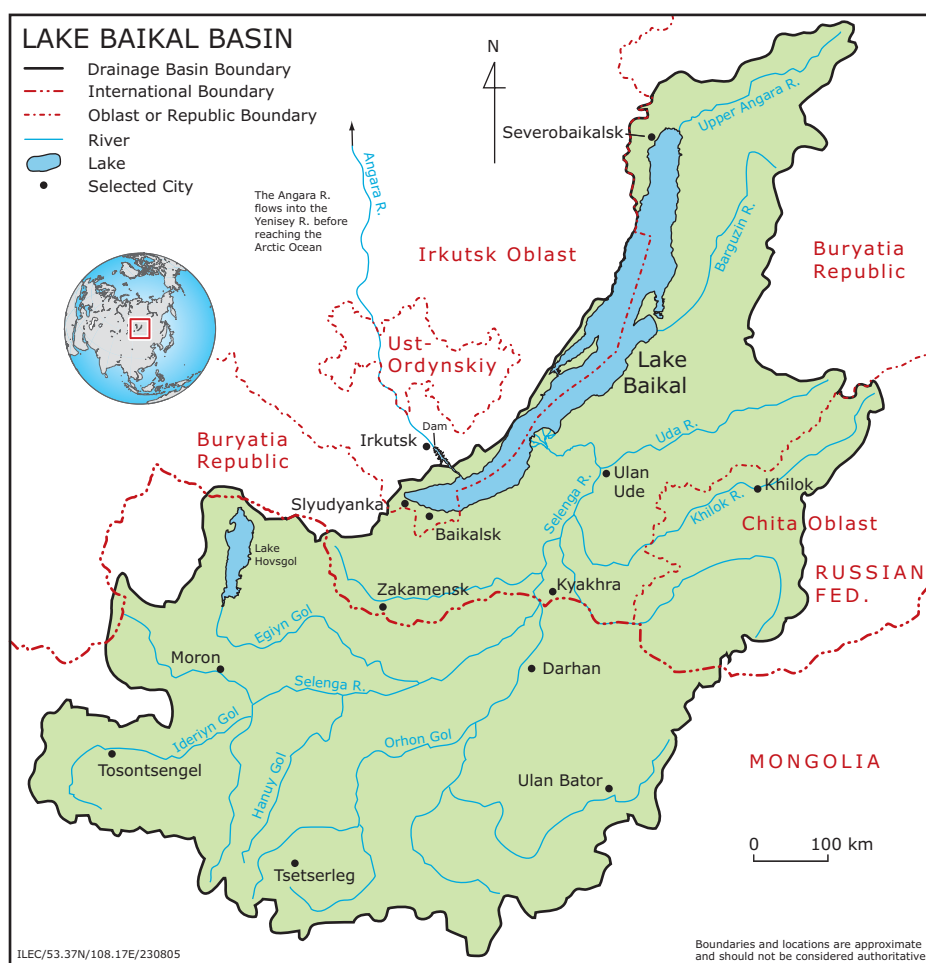 LAKE BAIKAL BASIN
Drainage Basin Boundary
International Boundary
Oblast or Republic Boundary
River
Lake
Selected City
N
Severobaikalsk
Upper Angara R.
Angara R.
The Angara R.
flows into the
Yenisey R. before
reaching the
Arctic Ocean
Barguzin R.
Irkutsk Oblast
Buryatia
Republic
Ust-
Ordynskiy
Lake
Baikal
Dam
Irkutsk
Buryatia
Republic
Uda R.
Ulan
Ude
Selenga R.
Khilok
Khilok R.
Slyudyanka
Baikalsk
Chita Oblast
Lake
Hovsgol
RUSSIAN
FED.
Zakamensk
Kyakhra
Egiyn Gol
Moron
Selenga R.
Darhan
Ideriyn Gol
Orhon Gol
Hanuy Gol
Tosontsengel
Ulan Bator
MONGOLIA
0 100 km
Tsetserleg
ILEC/53.37N/108.17E/230805
Boundaries and locations are approximate
and should not be considered authoritative